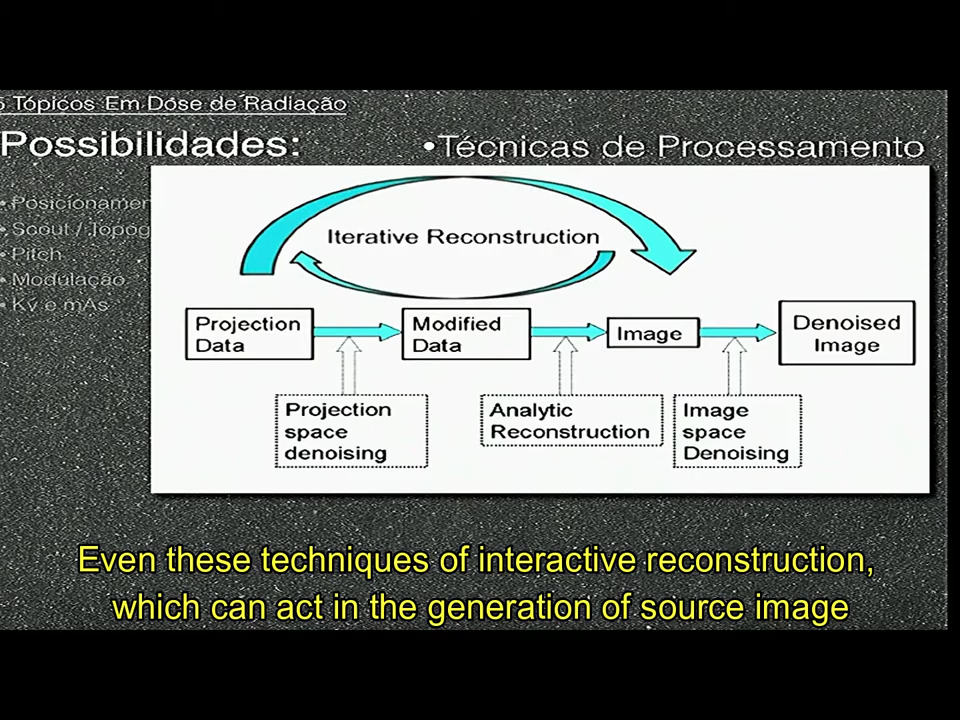 5 Tópicos Em Dose de Radiação
Possibilidades:
•Técnicas de Processamento
• Scout /
• Pitch
• Modulação
• Kv e mAs
Iterative Reconstruction
Projection
Data
Modified
Data
Image
Denoised
Image
Projection
space
denoising
Analytic
Reconstruction
Image
space
Denoising
Even these techniques of interactive reconstruction,
which can act in the generation of source image